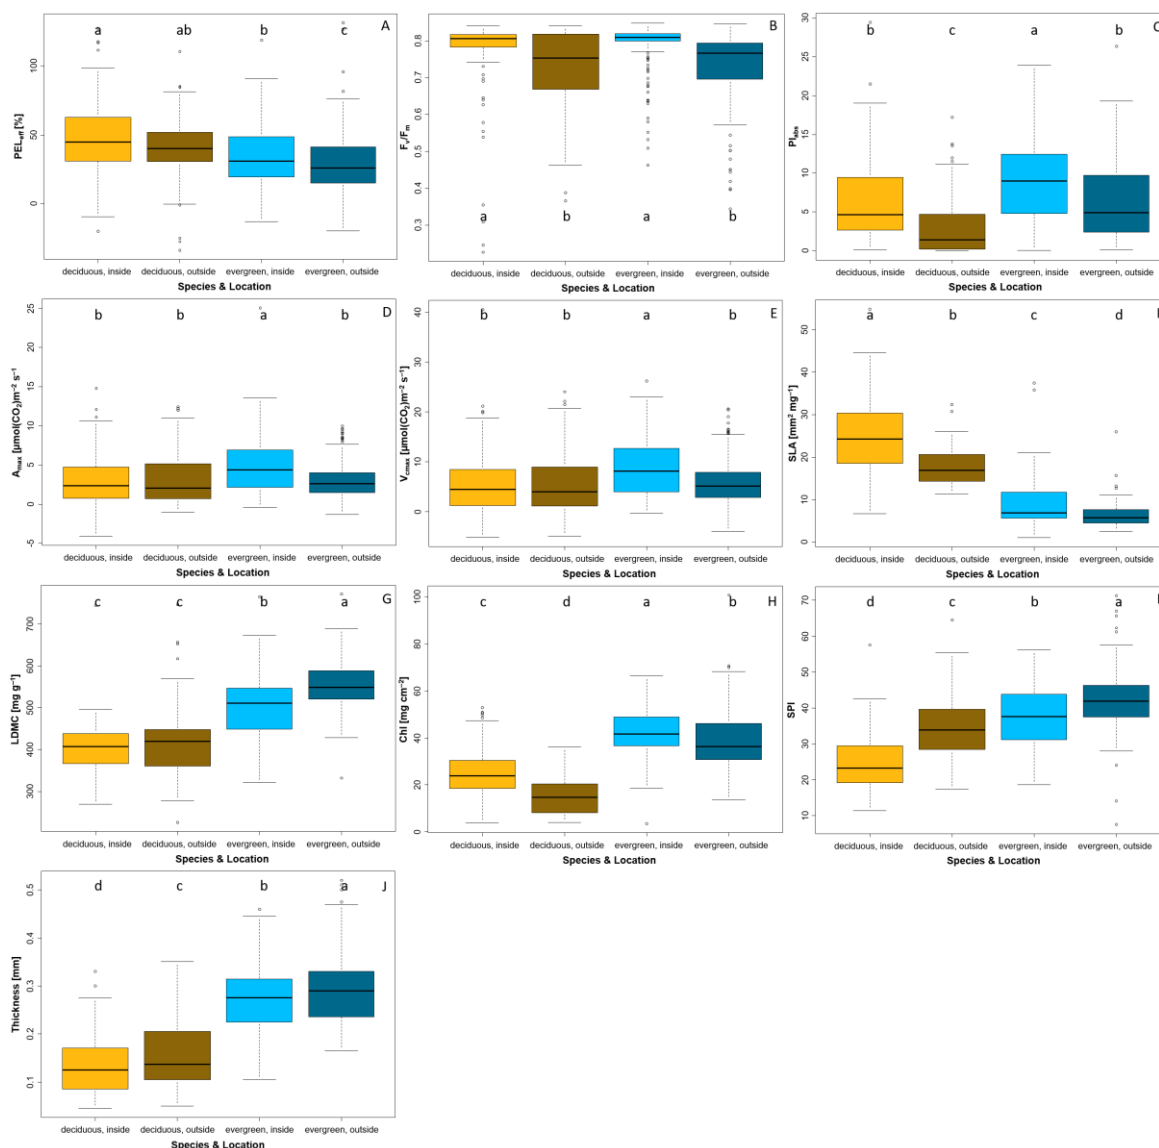 a ab b c A
PEL_eff [%]
0 50 100
deciduous, inside deciduous, outside evergreen, inside evergreen, outside
Species & Location
B
F_v/F_m
0.3 0.4 0.5 0.6 0.7 0.8
a b a b
deciduous, inside deciduous, outside evergreen, inside evergreen, outside
Species & Location
b c a b
PI_abs
0 5 10 15 20 25 30
deciduous, inside deciduous, outside evergreen, inside evergreen, outside
Species & Location
b b a b D
A_max [µmol(CO₂)m⁻² s⁻¹
-5 0 5 10 15 20 25
deciduous, inside deciduous, outside evergreen, inside evergreen, outside
Species & Location
b b a b E
V_cmax [µmol(CO₂)m⁻² s⁻¹
0 10 20 30 40
deciduous, inside deciduous, outside evergreen, inside evergreen, outside
Species & Location
a b c d
SLA [mm² mg⁻¹]
0 10 20 30 40 50
deciduous, inside deciduous, outside evergreen, inside evergreen, outside
Species & Location
c c b a G
LDMC [mg g⁻¹]
300 400 500 600 700
deciduous, inside deciduous, outside evergreen, inside evergreen, outside
Species & Location
c d a b H
Chl [mg cm⁻²]
0 20 40 60 80 100
deciduous, inside deciduous, outside evergreen, inside evergreen, outside
Species & Location
d c b a
SPI
10 20 30 40 50 60 70
deciduous, inside deciduous, outside evergreen, inside evergreen, outside
Species & Location
d c b a J
Thickness [mm]
0.1 0.2 0.3 0.4 0.5
deciduous, inside deciduous, outside evergreen, inside evergreen, outside
Species & Location